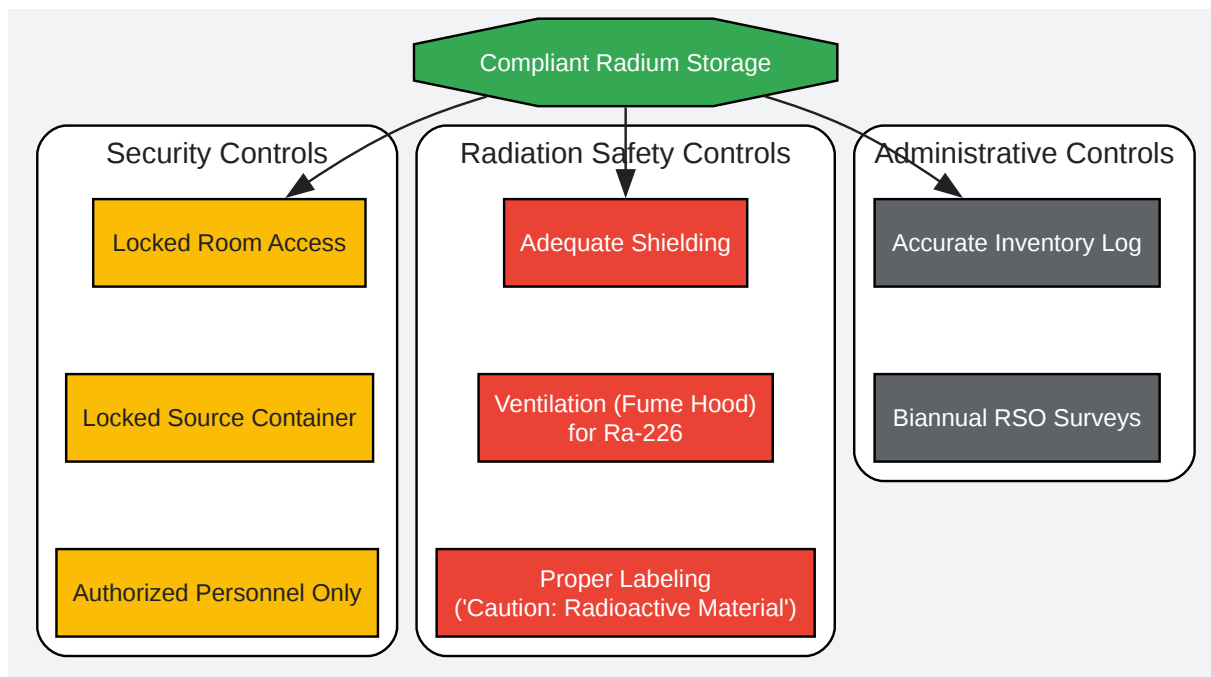 Compliant Radium Storage
Security Controls
Locked Room Access
Locked Source Container
Authorized Personnel Only
Radiation Safety Controls
Adequate Shielding
Ventilation (Fume Hood)
for Ra-226
Proper Labeling
('Caution: Radioactive Material')
Administrative Controls
Accurate Inventory Log
Biannual RSO Surveys